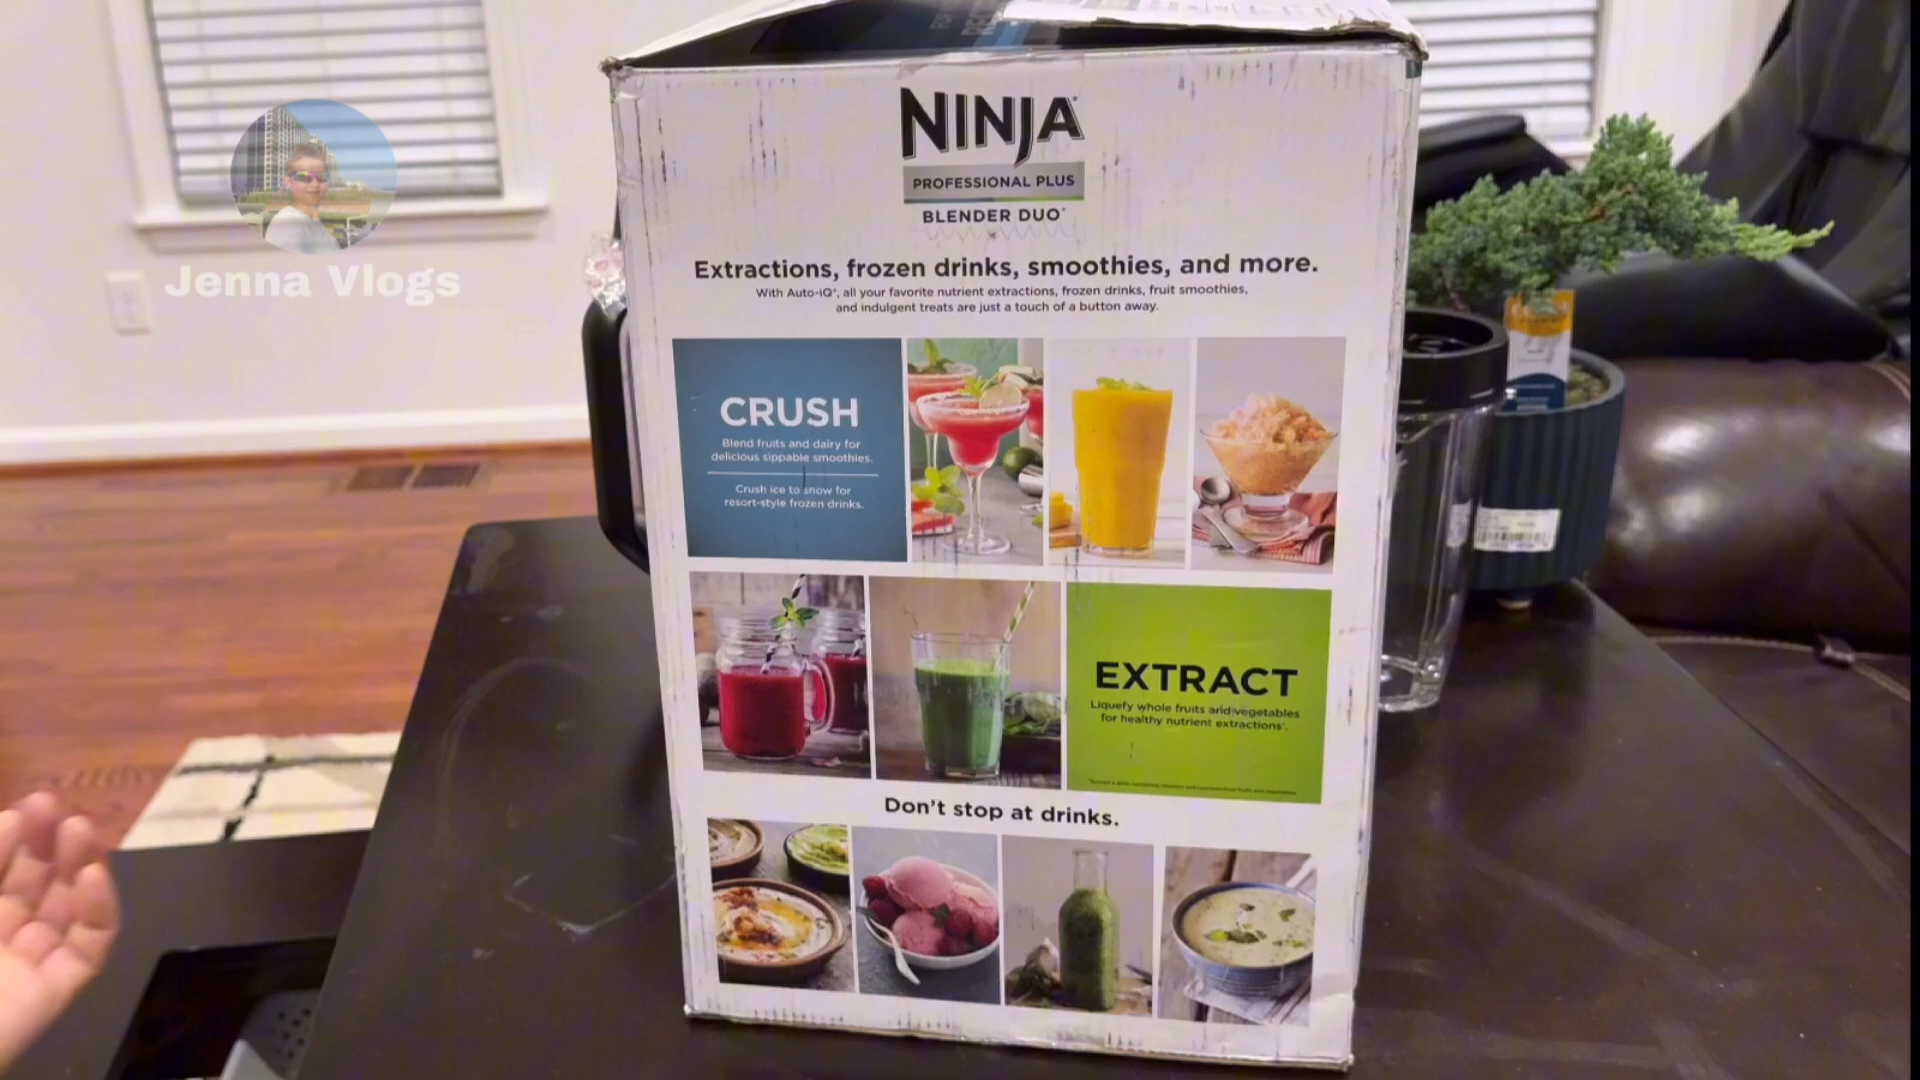 NINJA
PROFESSIONAL PLUS
BLENDER DUO®
Jenna Vlogs
Extractions, frozen drinks, smoothies, and more.
With Auto-iQ®, all your favorite nutrient extractions, frozen drinks, fruit smoothies,
and indulgent treats are just a touch of a button away.
CRUSH
Blend fruits and dairy for
delicious sippable smoothies.
Crush ice to snow for
resort-style frozen drinks.
EXTRACT
Liquefy whole fruits and vegetables
for healthy nutrient extractions*.
Don't stop at drinks.